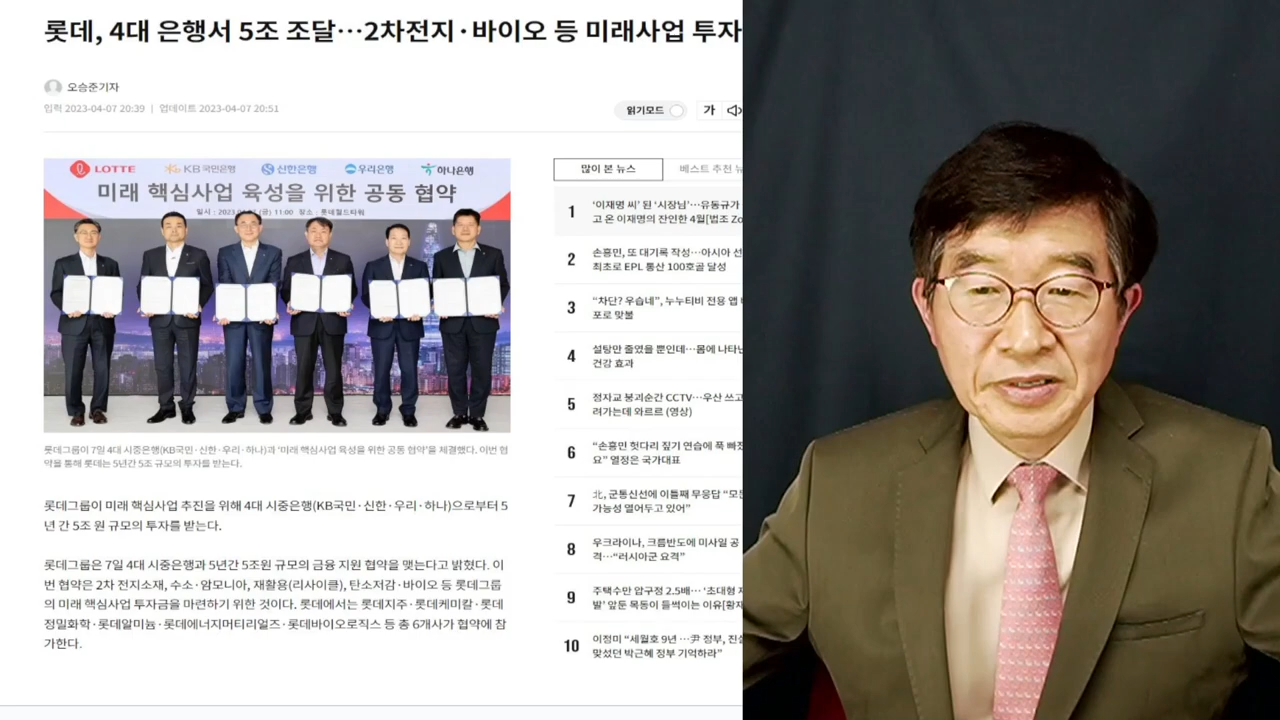 롯데, 4대 은행서 5조 조달…2차전지·바이오 등 미래사업 투자
오승준기자
입력 2023-04-07 20:39 | 업데이트 2023-04-07 20:51
읽기모드
가
LOTTE KB국민은행 신한은행 우리은행 하나은행
미래 핵심사업 육성을 위한 공동 협약
(금) 11:00 장소 : 롯데월드타워
롯데그룹이 7일 4대 시중은행(KB국민·신한·우리·하나)과 '미래 핵심사업 육성을 위한 공동 협약'을 체결했다. 이번 협
약을 통해 롯데는 5년간 5조 규모의 투자를 받는다.
롯데그룹이 미래 핵심사업 추진을 위해 4대 시중은행(KB국민·신한·우리·하나)으로부터 5
년 간 5조 원 규모의 투자를 받는다.
롯데그룹은 7일 4대 시중은행과 5년간 5조원 규모의 금융 지원 협약을 맺는다고 밝혔다. 이
번 협약은 2차 전지소재, 수소·암모니아, 재활용(리사이클), 탄소저감·바이오 등 롯데그룹
의 미래 핵심사업 투자금을 마련하기 위한 것이다. 롯데에서는 롯데지주·롯데케미칼·롯데
정밀화학·롯데알미늄·롯데에너지머티리얼즈·롯데바이오로직스 등 총 6개사가 협약에 참
가한다.
많이 본 뉴스
베스트 추천
1
'이재명 씨' 된 '시장님'…유동규가
고 온 이재명의 잔인한 4월[법조
2
손흥민, 또 대기록 작성…아시아 선
최초로 EPL 통산 100호골 달성
3
"차단? 우습네", 누누티비 전용 앱
포로 맞불
4
설탕만 줄였을 뿐인데…몸에 나타난
건강 효과
5
정자교 붕괴순간 CCTV…우산 쓰고
려가는데 와르르 (영상)
6
"손흥민 헛다리 짚기 연습에 푹
요" 열정은 국가대표
7
北, 군통신선에 이틀째 무응답 "모든
가능성 열어두고 있어"
8
우크라이나, 크름반도에 미사일 공
격…"러시아군 요격"
9
주택수만 압구정 2.5배… '초대형
발' 앞둔 목동이 들썩이는 이유
10
이정미 "세월호 9년 …尹 정부,
맞섰던 박근혜 정부 기억하라"